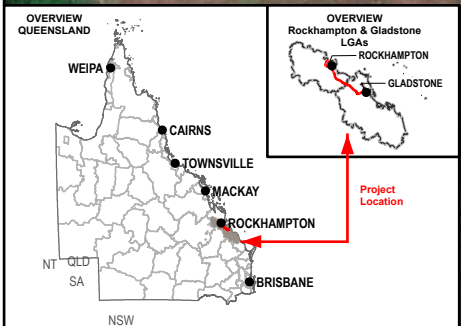 OVERVIEW
QUEENSLAND
WEIPA
CAIRNS
TOWNSVILLE
MACKAY
ROCKHAMPTON
BRISBANE
NT
QLD
SA
NSW
OVERVIEW
Rockhampton & Gladstone
LGAs
ROCKHAMPTON
GLADSTONE
Project
Location